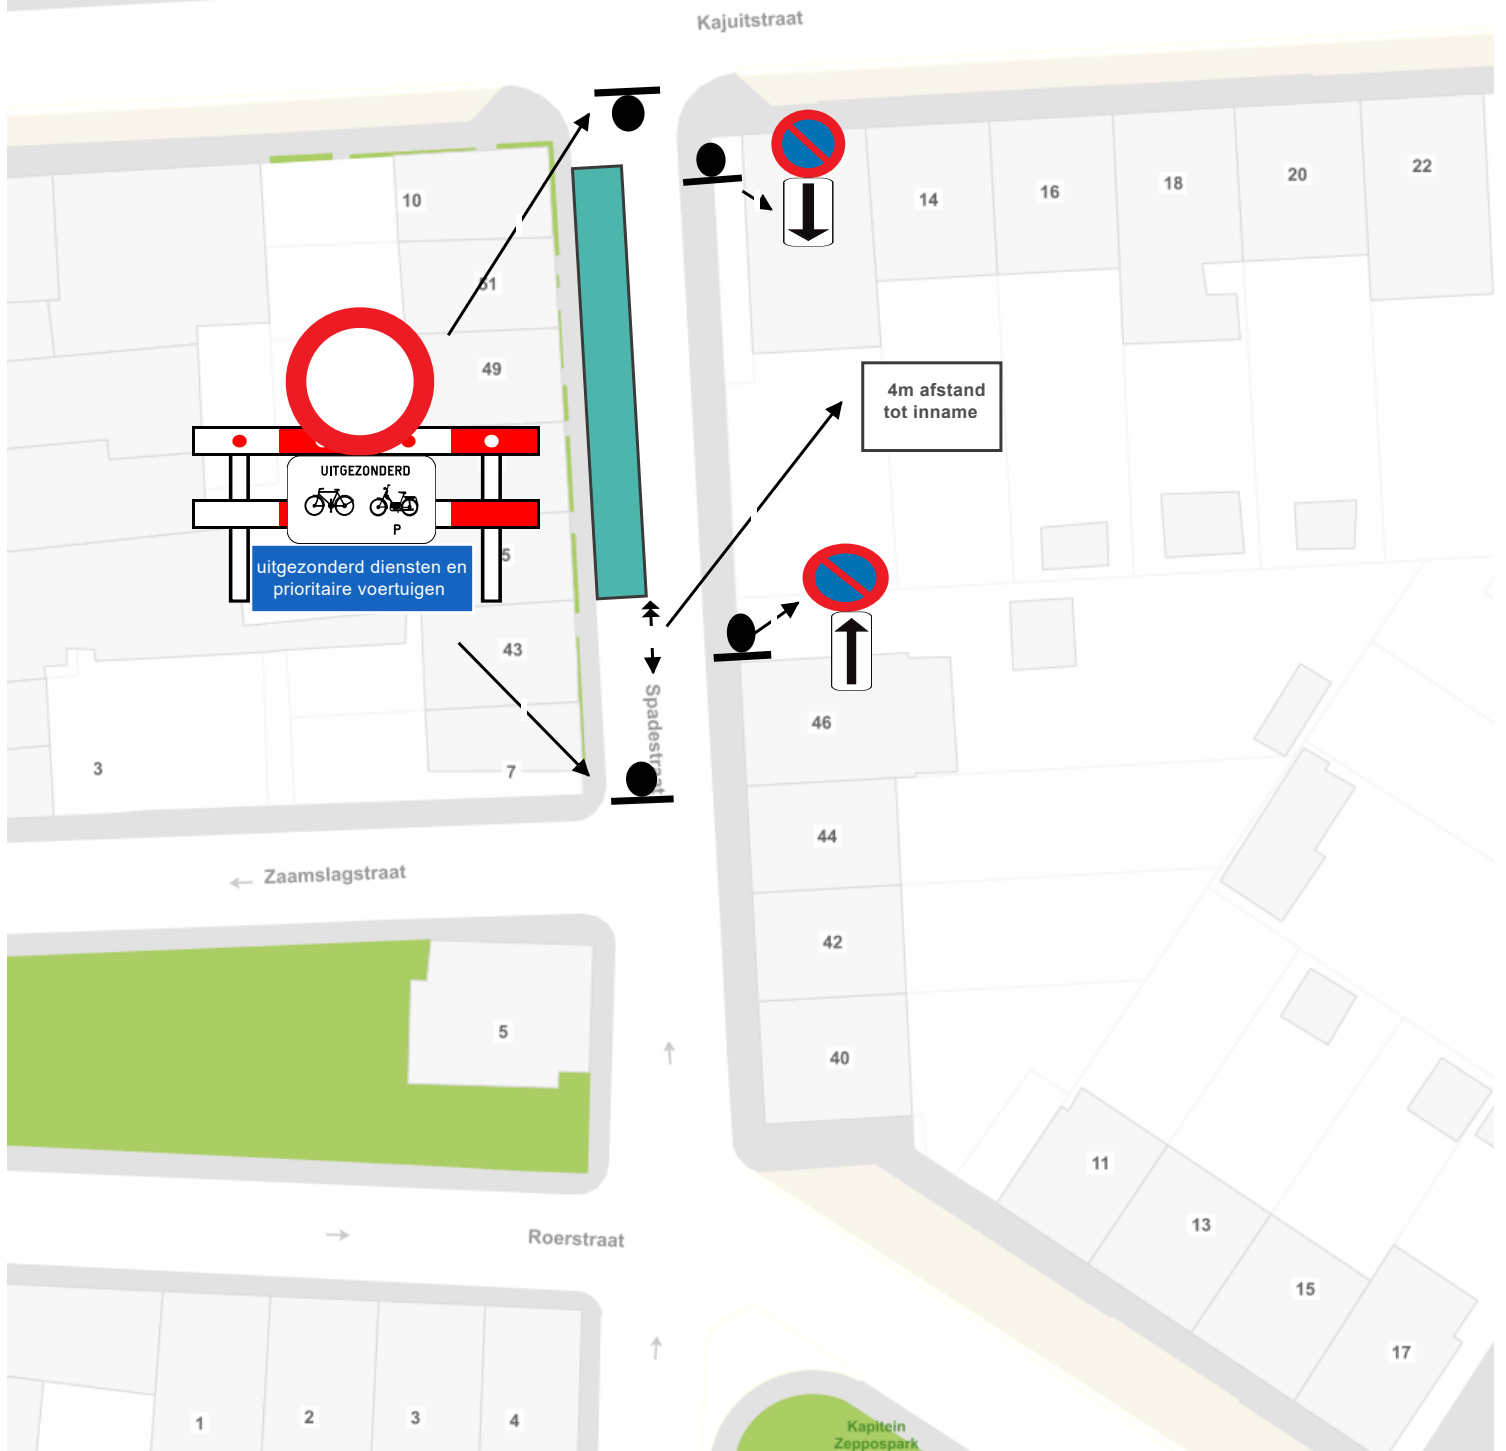 Kajuitstraat
10
14
16
18
20
22
51
49
4m afstand
tot inname
UITGEZONDERD
P
5
uitgezonderd diensten en
prioritaire voertuigen
43
Spadestraat
46
3
7
44
Zaamslagstraat
42
5
40
11
13
Roerstraat
15
17
1
2
3
4
Kapitein
Zeppospark